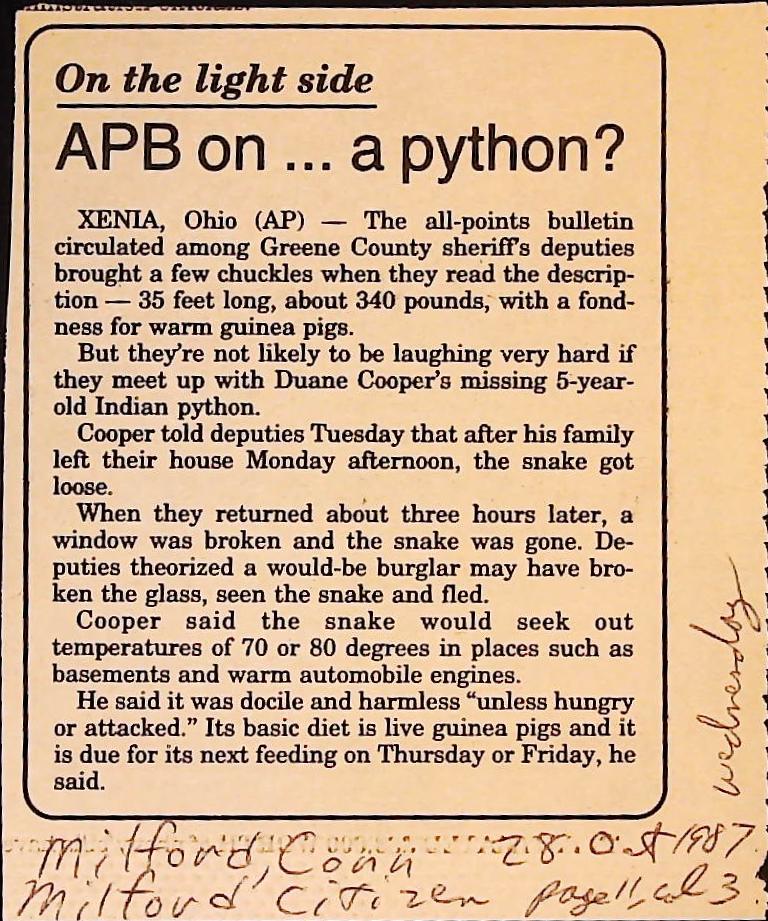 On the light side
APB on ... a python?
XENIA, Ohio (AP) — The all-points bulletin
circulated among Greene County sheriff's deputies
brought a few chuckles when they read the descrip-
tion — 35 feet long, about 340 pounds, with a fond-
ness for warm guinea pigs.
But they're not likely to be laughing very hard if
they meet up with Duane Cooper's missing 5-year-
old Indian python.
Cooper told deputies Tuesday that after his family
left their house Monday afternoon, the snake got
loose.
When they returned about three hours later, a
window was broken and the snake was gone. De-
puties theorized a would-be burglar may have bro-
ken the glass, seen the snake and fled.
Cooper said the snake would seek out
temperatures of 70 or 80 degrees in places such as
basements and warm automobile engines.
He said it was docile and harmless "unless hungry
or attacked." Its basic diet is live guinea pigs and it
is due for its next feeding on Thursday or Friday, he
said.
wednesday
Milford, Conn 28 Oct 1987
Milford Citizen page 11, col 3